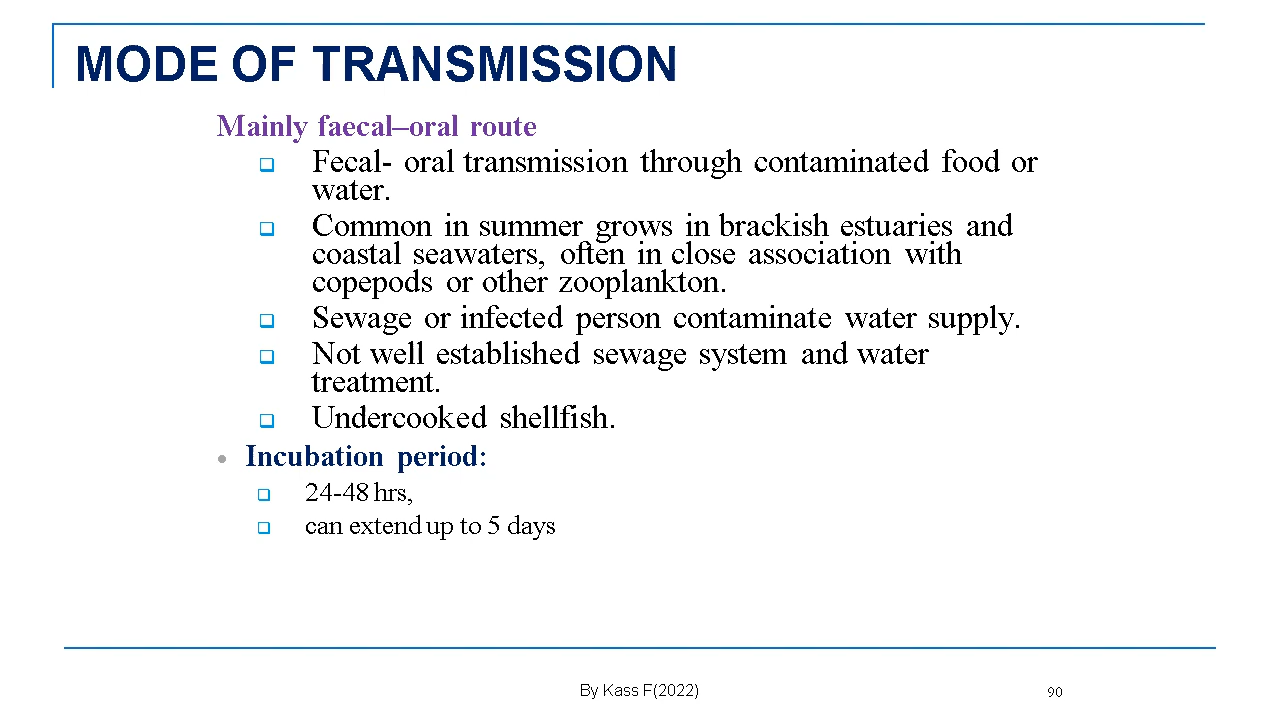 MODE OF TRANSMISSION
Mainly faecal–oral route
Fecal- oral transmission through contaminated food or
water.
Common in summer grows in brackish estuaries and
coastal seawaters, often in close association with
copepods or other zooplankton.
Sewage or infected person contaminate water supply.
Not well established sewage system and water
treatment.
Undercooked shellfish.
Incubation period:
24-48 hrs,
can extend up to 5 days
By Kass F(2022)
90